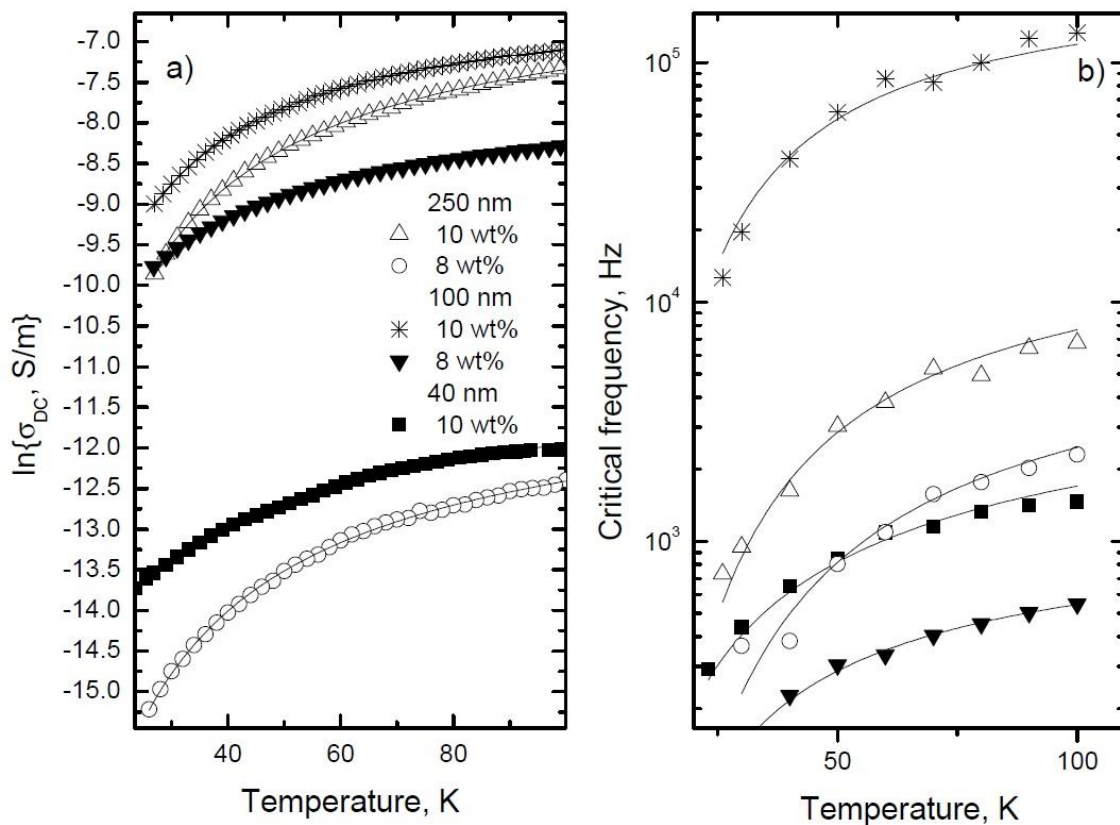 -7.0
-7.5
-8.0
-8.5
-9.0
-9.5
-10.0
-10.5
-11.0
-11.5
-12.0
-12.5
-13.0
-13.5
-14.0
-14.5
-15.0
ln{σDC, S/m}
a)
250 nm
10 wt%
8 wt%
100 nm
10 wt%
8 wt%
40 nm
10 wt%
40 60 80
Temperature, K
Critical frequency, Hz
10^5
10^4
10^3
b)
50 100
Temperature, K